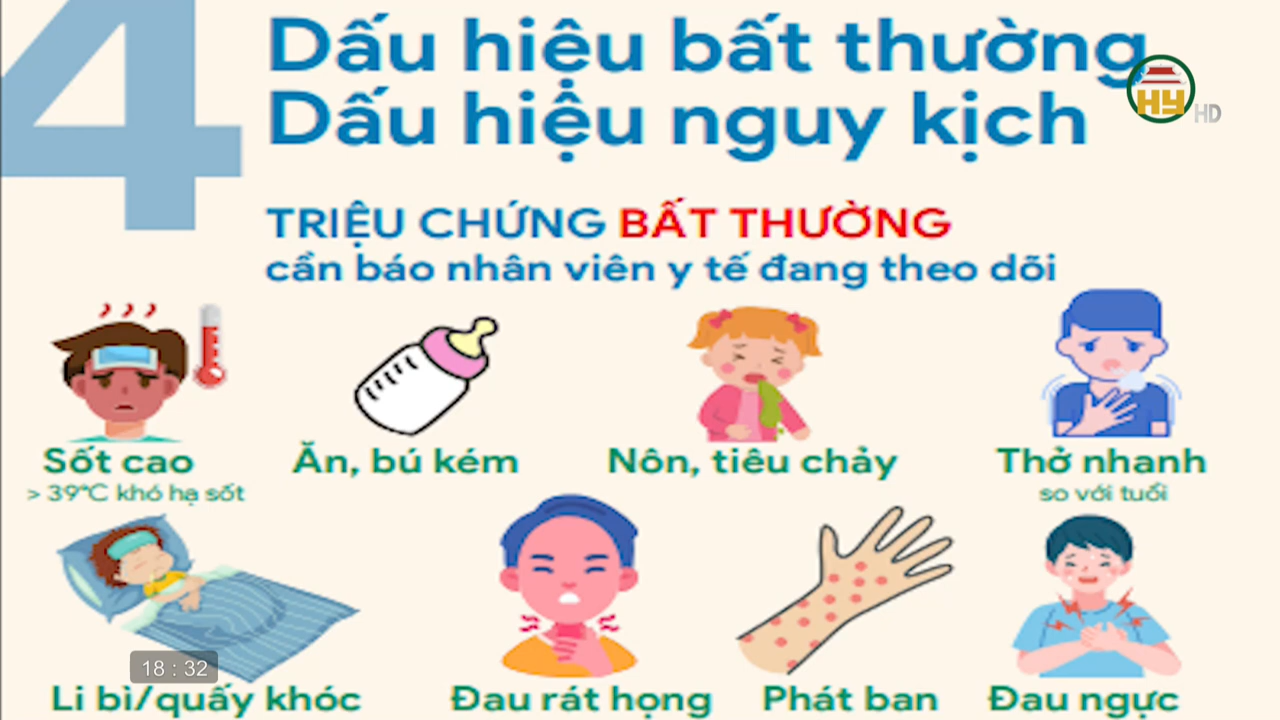 4
Dấu hiệu bất thường
Dấu hiệu nguy kịch
HY HD
TRIỆU CHỨNG BẤT THƯỜNG
cần báo nhân viên y tế đang theo dõi
Sốt cao
> 39°C khó hạ sốt
Ăn, bú kém
Nôn, tiêu chảy
Thở nhanh
so với tuổi
Li bì/quấy khóc
Đau rát họng
Phát ban
Đau ngực
18 : 32